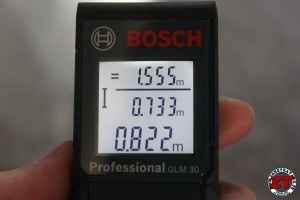 BOSCH
= 1.555m
0.733m
0.822m
Professional GLM 30